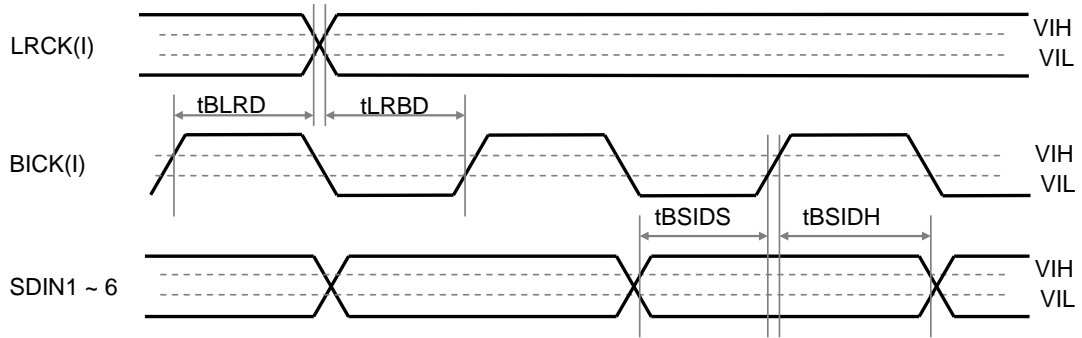 LRCK(I)
VIH
VIL
tBLRD
tLRBD
BICK(I)
VIH
VIL
tBSIDS
tBSIDH
SDIN1 ~ 6
VIH
VIL